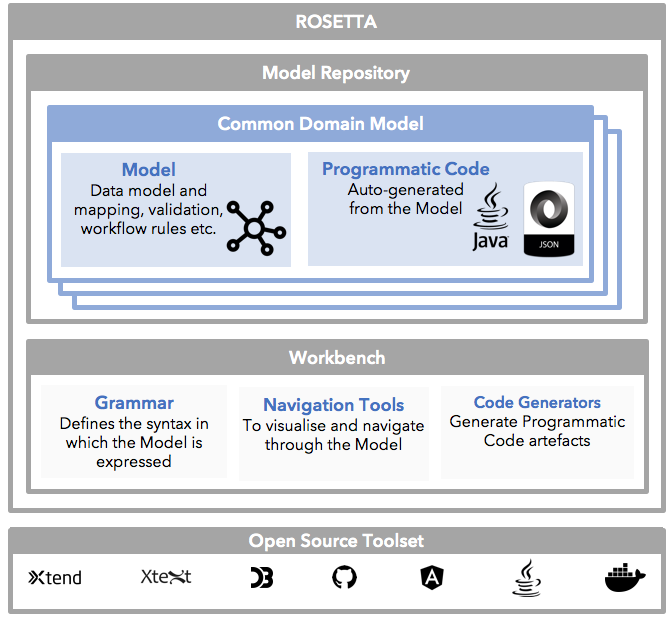 ROSETTA
Model Repository
Common Domain Model
Model
Data model and
mapping, validation,
workflow rules etc.
Programmatic Code
Auto-generated
from the Model
Java
JSON
Workbench
Grammar
Defines the syntax in
which the Model is
expressed
Navigation Tools
To visualise and navigate
through the Model
Code Generators
Generate Programmatic
Code artefacts
Open Source Toolset
Xtend
Xtext
D3
A